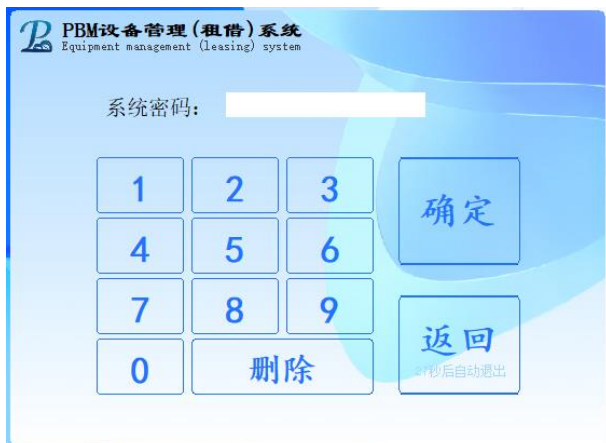 PBM设备管理(租借)系统
Equipment management (leasing) system
系统密码：
1 2 3
确定
4 5 6
7 8 9
返回
27秒后自动退出
0 删除